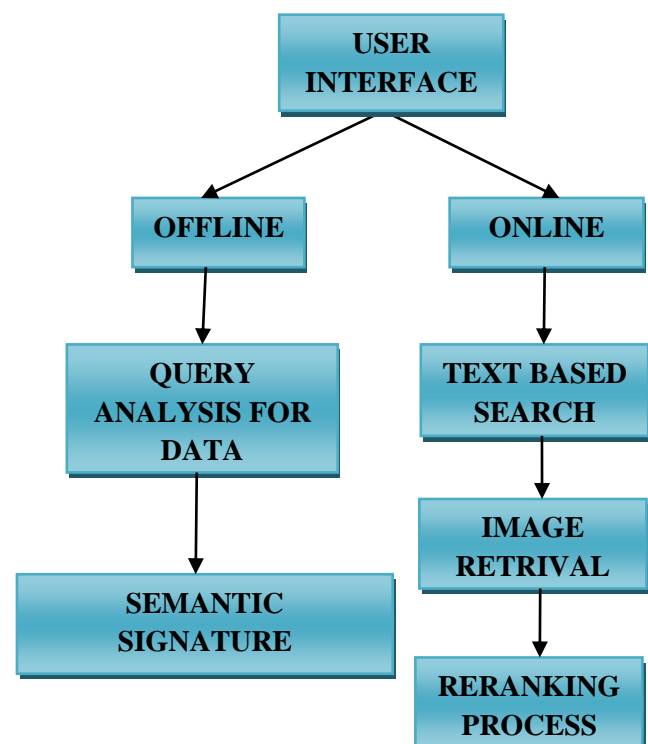 USER
INTERFACE
OFFLINE
ONLINE
QUERY
ANALYSIS FOR
DATA
TEXT BASED
SEARCH
IMAGE
RETRIVAL
SEMANTIC
SIGNATURE
RERANKING
PROCESS